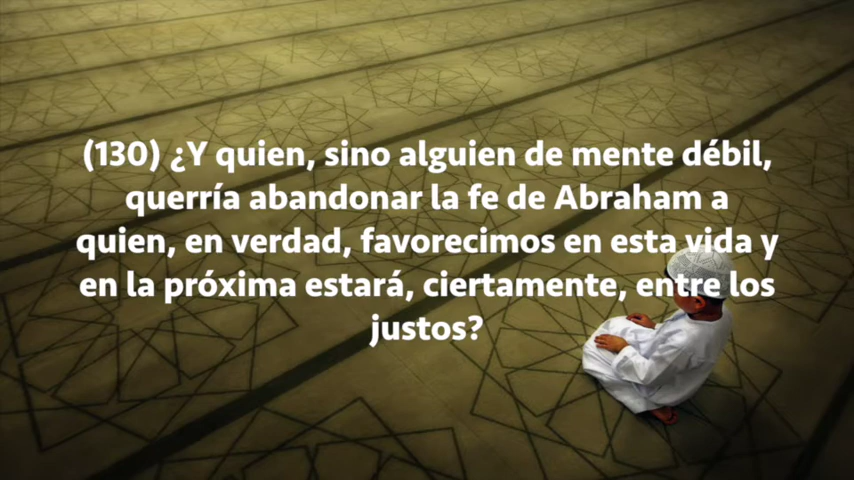 (130) ¿Y quien, sino alguien de mente débil,
querría abandonar la fe de Abraham a
quien, en verdad, favorecimos en esta vida y
en la próxima estará, ciertamente, entre los
justos?